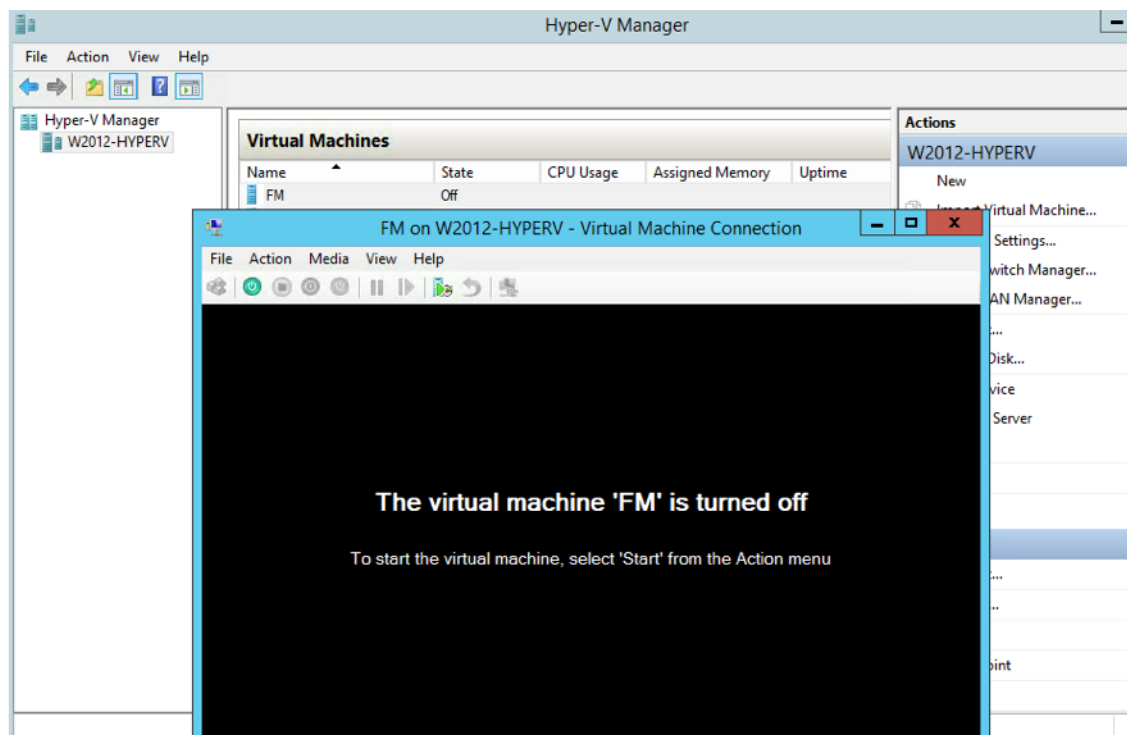 Hyper-V Manager
File Action View Help
Hyper-V Manager
W2012-HYPERV
Virtual Machines
Name State CPU Usage Assigned Memory Uptime
FM Off
Actions
W2012-HYPERV
New
Virtual Machine...
Settings...
witch Manager...
AN Manager...
...
Disk...
vice
Server
...
...
oint
FM on W2012-HYPERV - Virtual Machine Connection
File Action Media View Help
The virtual machine 'FM' is turned off
To start the virtual machine, select 'Start' from the Action menu